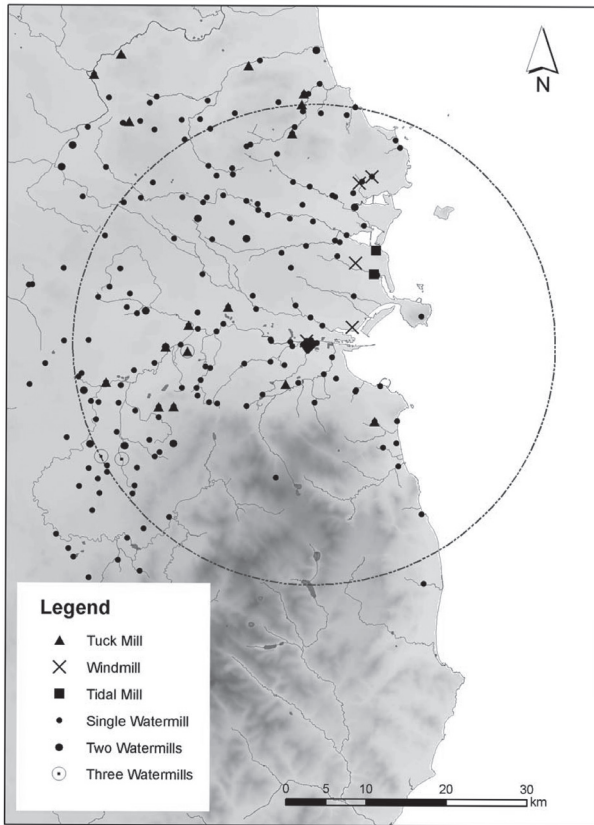 N
Legend
Tuck Mill
Windmill
Tidal Mill
Single Watermill
Two Watermills
Three Watermills
0 5 10 20 30
km